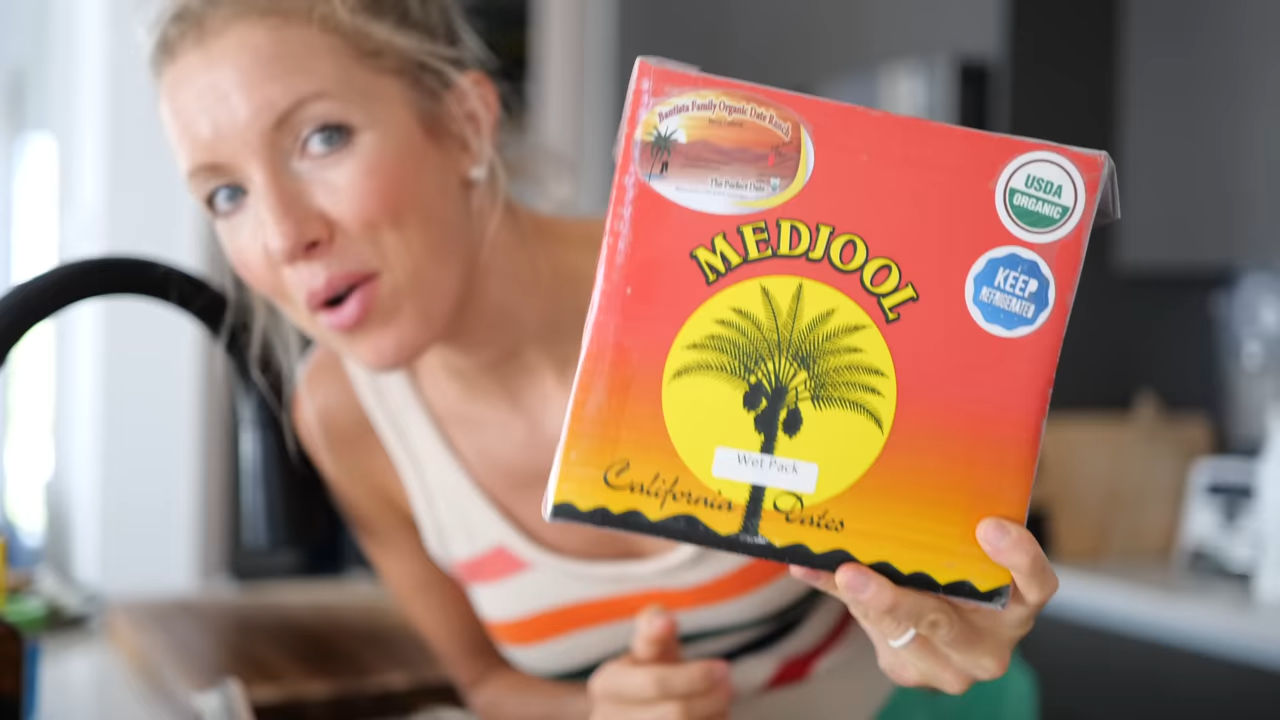 Bautista Family Organic Date Ranch
The Perfect Date
USDA
ORGANIC
MEDJOOL
KEEP
REFRIGERATED
Wet Pack
California Dates